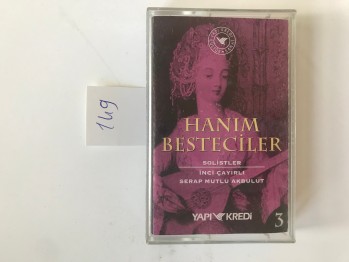 149
HANIM
BESTECİLER
SOLİSTLER
İNCİ ÇAYIRLI
SERAP MUTLU AKBULUT
YAPI KREDİ
3